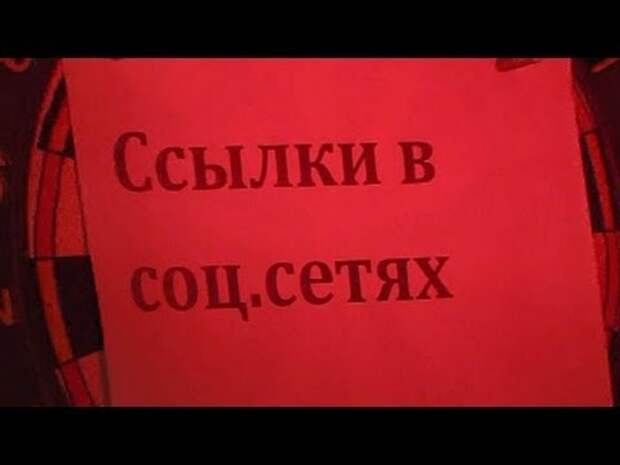 Ссылки в
соц.сетях